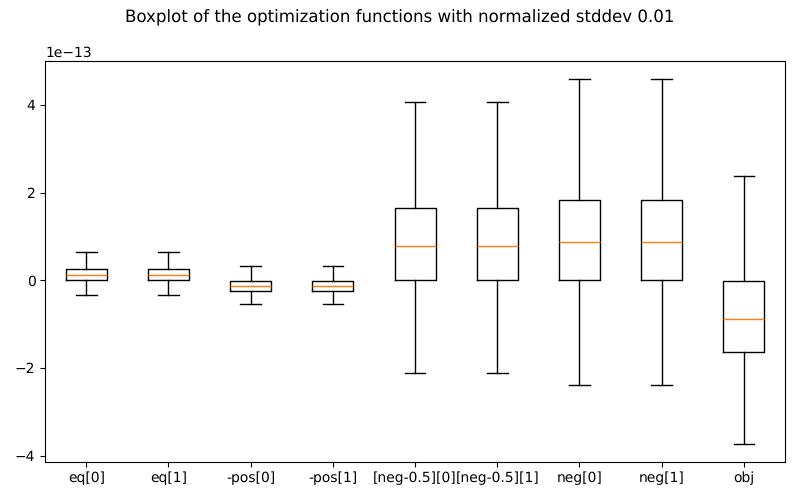 Boxplot of the optimization functions with normalized stddev 0.01
1e−13
4
2
0
−2
−4
eq[0] eq[1] -pos[0] -pos[1] [neg-0.5][0] [neg-0.5][1] neg[0] neg[1] obj